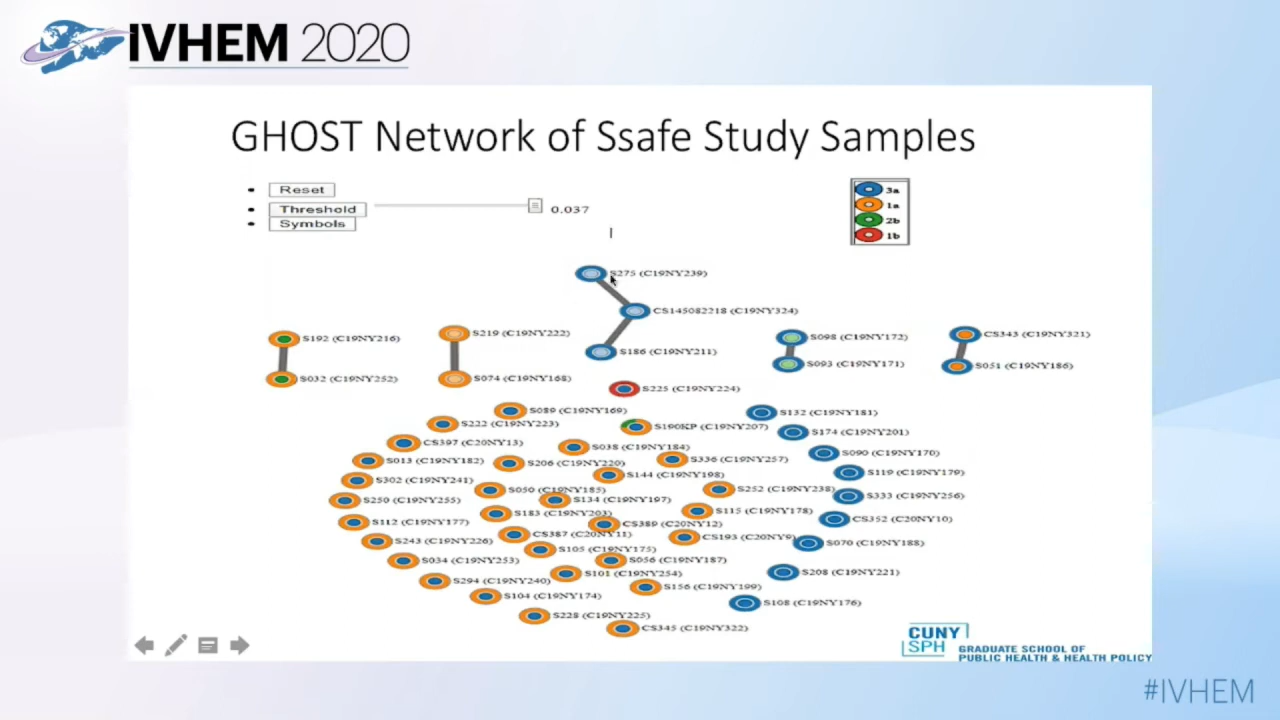 IVHEM 2020
GHOST Network of Ssafe Study Samples
Reset
Threshold
0.037
Symbols
3a
1a
2b
1b
S275 (C19NY239)
CS145082218 (C19NY324)
S186 (C19NY211)
S192 (C19NY216)
S032 (C19NY252)
S219 (C19NY222)
S074 (C19NY168)
S098 (C19NY172)
S093 (C19NY171)
CS343 (C19NY321)
S051 (C19NY186)
S225 (C19NY224)
S089 (C19NY169)
S132 (C19NY181)
S222 (C19NY223)
S190KP (C19NY207)
S174 (C19NY201)
CS397 (C20NY13)
S038 (C19NY184)
S090 (C19NY170)
S013 (C19NY182)
S206 (C19NY220)
S336 (C19NY257)
S119 (C19NY179)
S302 (C19NY241)
S144 (C19NY198)
S050 (C19NY185)
S252 (C19NY238)
S333 (C19NY256)
S250 (C19NY255)
S134 (C19NY197)
S183 (C19NY203)
S115 (C19NY178)
CS352 (C20NY10)
S112 (C19NY177)
CS389 (C20NY12)
CS387 (C20NY11)
CS193 (C20NY9)
S243 (C19NY226)
S070 (C19NY188)
S105 (C19NY175)
S034 (C19NY253)
S056 (C19NY187)
S101 (C19NY254)
S208 (C19NY221)
S294 (C19NY240)
S156 (C19NY199)
S104 (C19NY174)
S108 (C19NY176)
S228 (C19NY225)
CS345 (C19NY322)
CUNY
SPH
GRADUATE SCHOOL OF
PUBLIC HEALTH & HEALTH POLICY
#IVHEM